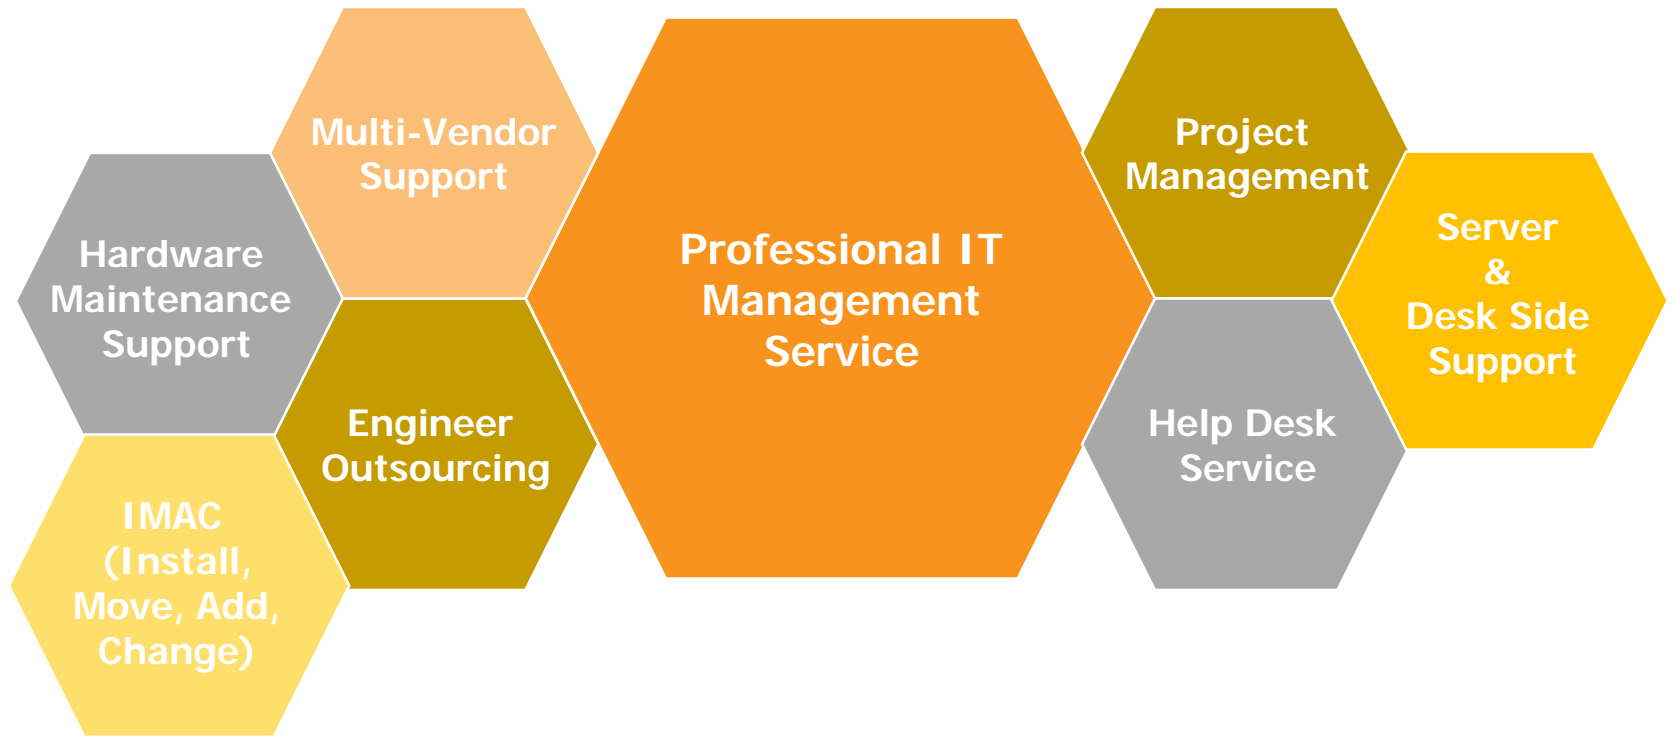 Multi-Vendor
Support
Hardware
Maintenance
Support
Engineer
Outsourcing
IMAC
(Install,
Move, Add,
Change)
Professional IT
Management
Service
Project
Management
Server
&
Desk Side
Support
Help Desk
Service